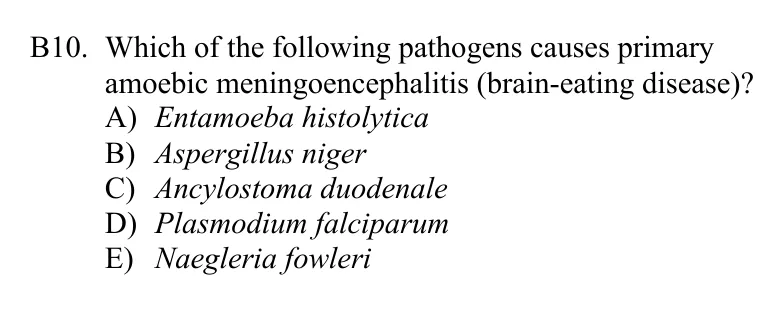 B10. Which of the following pathogens causes primary
amoebic meningoencephalitis (brain-eating disease)?
A) Entamoeba histolytica
B) Aspergillus niger
C) Ancylostoma duodenale
D) Plasmodium falciparum
E) Naegleria fowleri